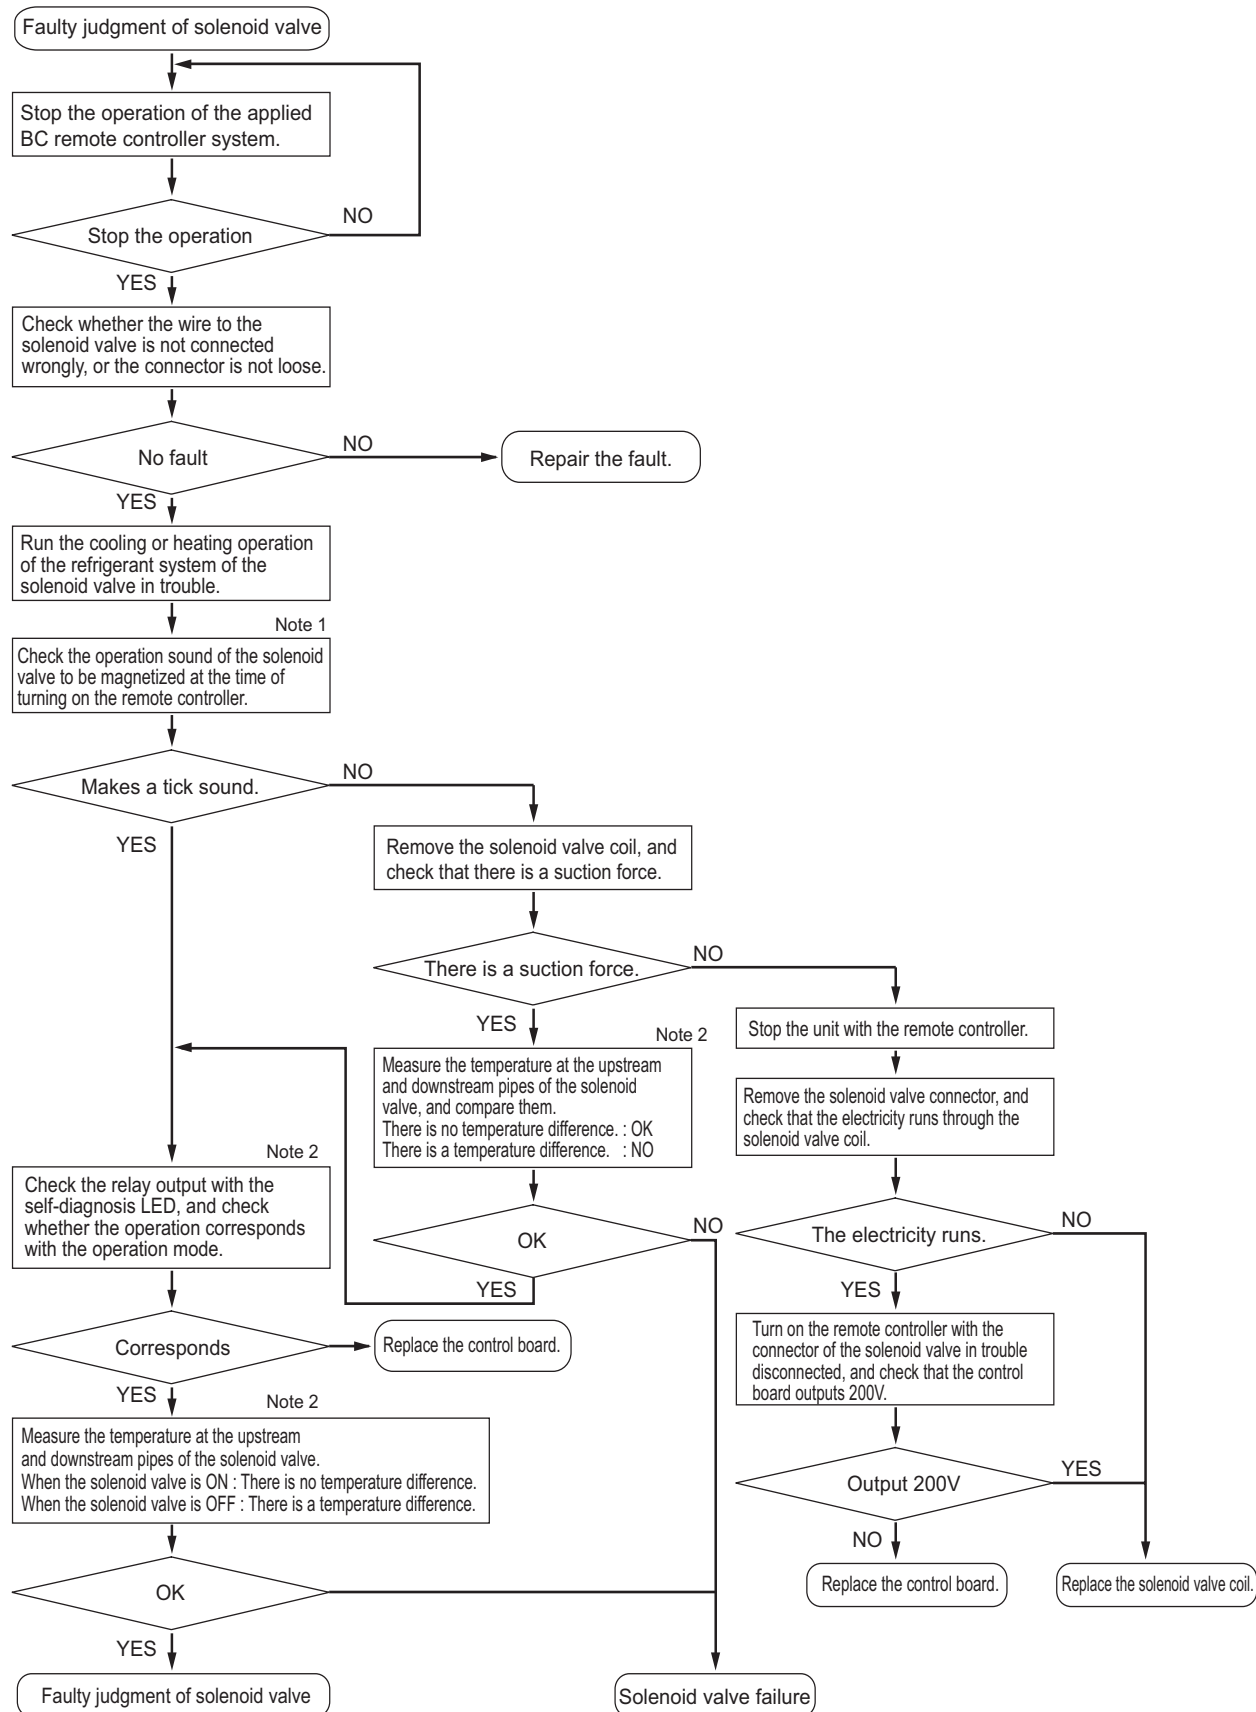 Faulty judgment of solenoid valve
Stop the operation of the applied
BC remote controller system.
NO
Stop the operation
YES
Check whether the wire to the
solenoid valve is not connected
wrongly, or the connector is not loose.
NO
No fault
Repair the fault.
YES
Run the cooling or heating operation
of the refrigerant system of the
solenoid valve in trouble.
Note 1
Check the operation sound of the solenoid
valve to be magnetized at the time of
turning on the remote controller.
NO
Makes a tick sound.
YES
Remove the solenoid valve coil, and
check that there is a suction force.
NO
There is a suction force.
YES
Note 2
Stop the unit with the remote controller.
Measure the temperature at the upstream
and downstream pipes of the solenoid
valve, and compare them.
There is no temperature difference. : OK
There is a temperature difference. : NO
Remove the solenoid valve connector, and
check that the electricity runs through the
solenoid valve coil.
Note 2
Check the relay output with the
self-diagnosis LED, and check
whether the operation corresponds
with the operation mode.
NO
OK
YES
NO
The electricity runs.
YES
Corresponds
Replace the control board.
Turn on the remote controller with the
connector of the solenoid valve in trouble
disconnected, and check that the control
board outputs 200V.
YES
Note 2
Measure the temperature at the upstream
and downstream pipes of the solenoid valve.
When the solenoid valve is ON : There is no temperature difference.
When the solenoid valve is OFF : There is a temperature difference.
YES
Output 200V
NO
OK
Replace the control board.
Replace the solenoid valve coil.
YES
Faulty judgment of solenoid valve
Solenoid valve failure